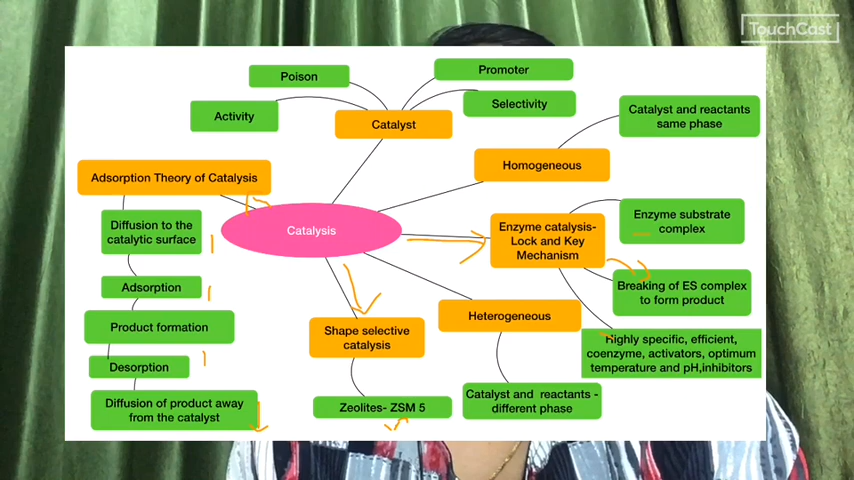 TouchCast
Poison
Promoter
Activity
Selectivity
Catalyst
Catalyst and reactants
same phase
Homogeneous
Adsorption Theory of Catalysis
Catalysis
Diffusion to the
catalytic surface
Adsorption
Product formation
Desorption
Diffusion of product away
from the catalyst
Enzyme catalysis-
Lock and Key
Mechanism
Enzyme substrate
complex
Breaking of ES complex
to form product
Highly specific, efficient,
coenzyme, activators, optimum
temperature and pH,inhibitors
Shape selective
catalysis
Zeolites- ZSM 5
Heterogeneous
Catalyst and reactants -
different phase